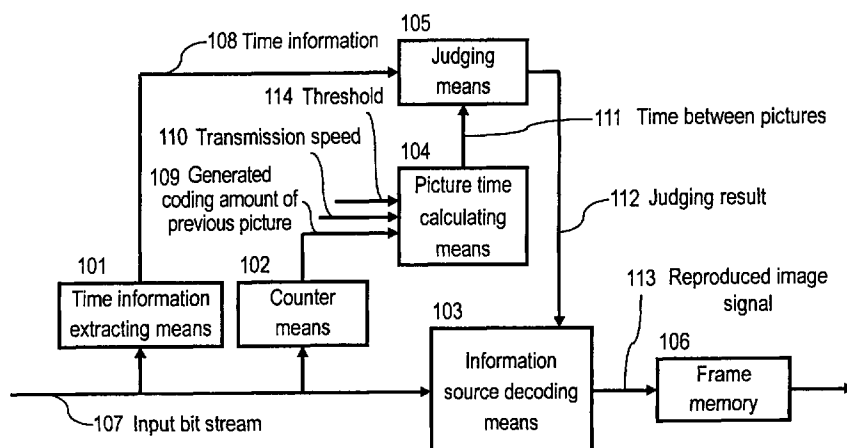 105
108 Time information
Judging
means
114 Threshold
110 Transmission speed
111 Time between pictures
104
109 Generated
coding amount of
previous picture
Picture time
calculating
means
112 Judging result
101
Time information
extracting means
102
Counter
means
103
Information
source decoding
means
113 Reproduced image
signal
106
Frame
memory
107 Input bit stream